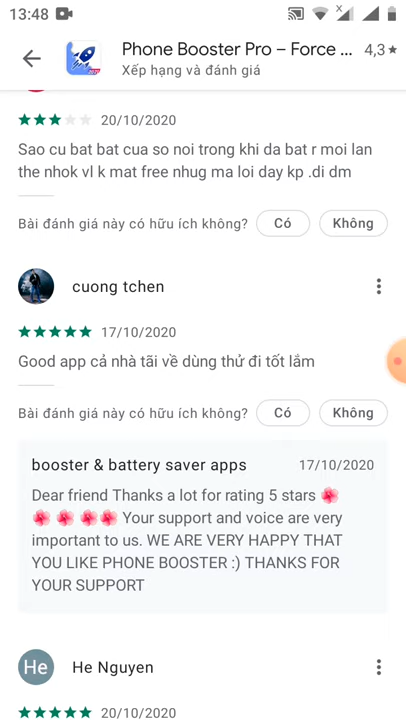 13:48
Phone Booster Pro – Force ...
4,3★
Xếp hạng và đánh giá
20/10/2020
Sao cu bat bat cua so noi trong khi da bat r moi lan
the nhok vl k mat free nhug ma loi day kp .di dm
Bài đánh giá này có hữu ích không? Có Không
cuong tchen
17/10/2020
Good app cả nhà tãi về dùng thử đi tốt lắm
Bài đánh giá này có hữu ích không? Có Không
booster & battery saver apps 17/10/2020
Dear friend Thanks a lot for rating 5 stars 🌺
🌺 🌺 🌺🌺 Your support and voice are very
important to us. WE ARE VERY HAPPY THAT
YOU LIKE PHONE BOOSTER :) THANKS FOR
YOUR SUPPORT
He He Nguyen
20/10/2020